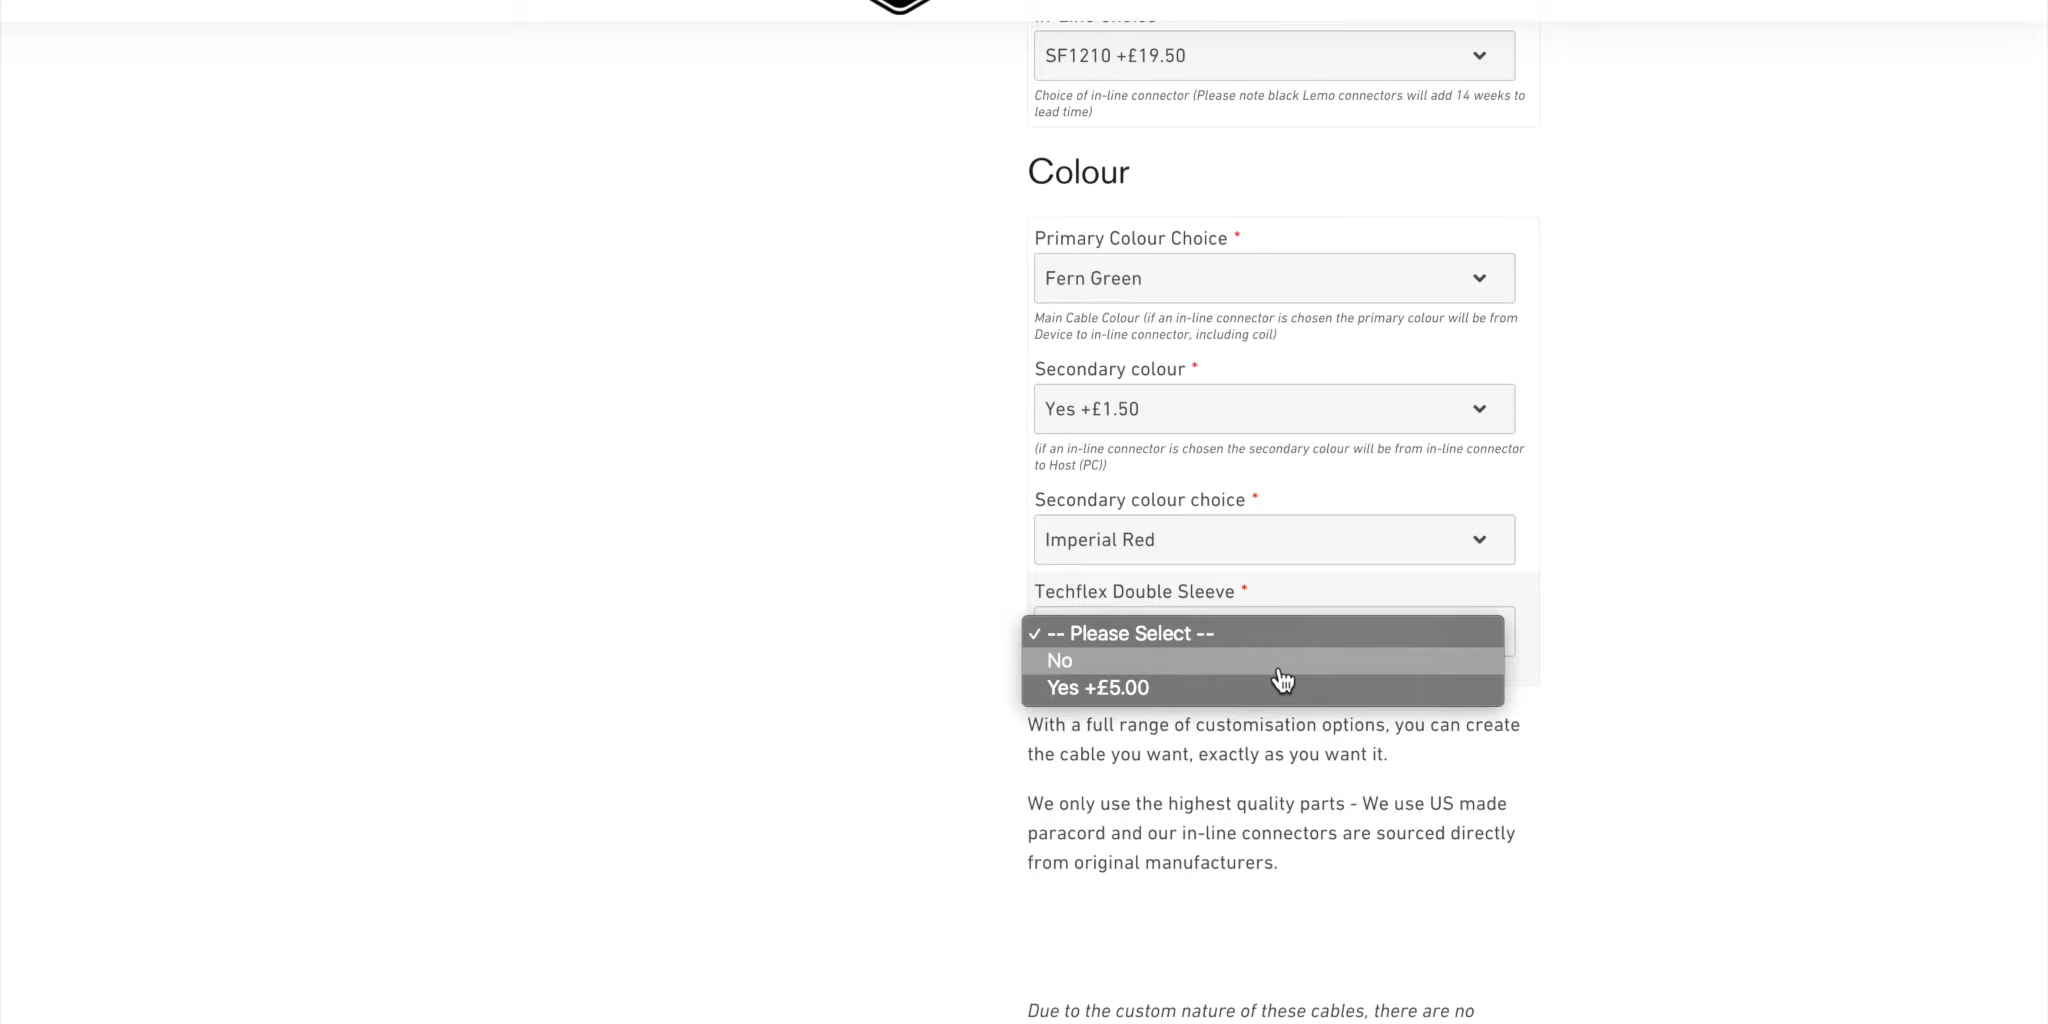 SF1210 +£19.50
Choice of in-line connector (Please note black Lemo connectors will add 14 weeks to
lead time)
Colour
Primary Colour Choice *
Fern Green
Main Cable Colour (if an in-line connector is chosen the primary colour will be from
Device to in-line connector, including coil)
Secondary colour *
Yes +£1.50
(if an in-line connector is chosen the secondary colour will be from in-line connector
to Host (PC))
Secondary colour choice *
Imperial Red
Techflex Double Sleeve *
✓ -- Please Select --
No
Yes +£5.00
With a full range of customisation options, you can create
the cable you want, exactly as you want it.
We only use the highest quality parts - We use US made
paracord and our in-line connectors are sourced directly
from original manufacturers.
Due to the custom nature of these cables, there are no